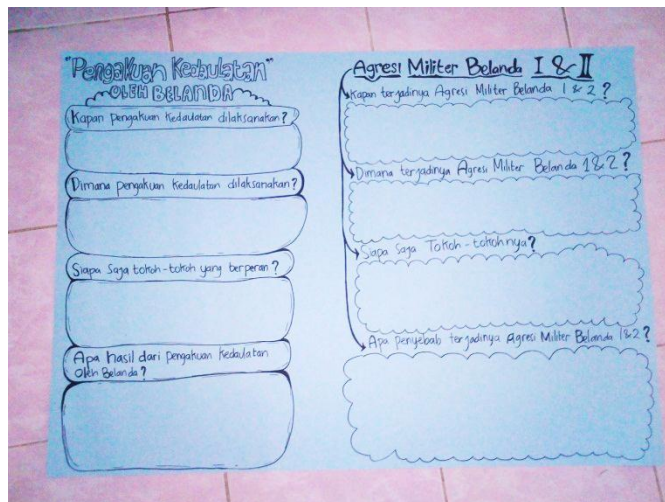 "Pengakuan Kedaulatan"
OLEH BELANDA
Kapan pengakuan kedaulatan dilaksanakan?
Dimana pengakuan kedaulatan dilaksanakan?
Siapa saja tokoh-tokoh yang berperan?
Apa hasil dari pengakuan kedaulatan
Oleh Belanda?
Agresi Militer Belanda I & II
Kapan terjadinya Agresi Militer Belanda 1 & 2?
Dimana terjadinya Agresi Militer Belanda 1&2?
Siapa saja Tokoh-tokohnya?
Apa penyebab terjadinya Agresi Militer Belanda 1&2?